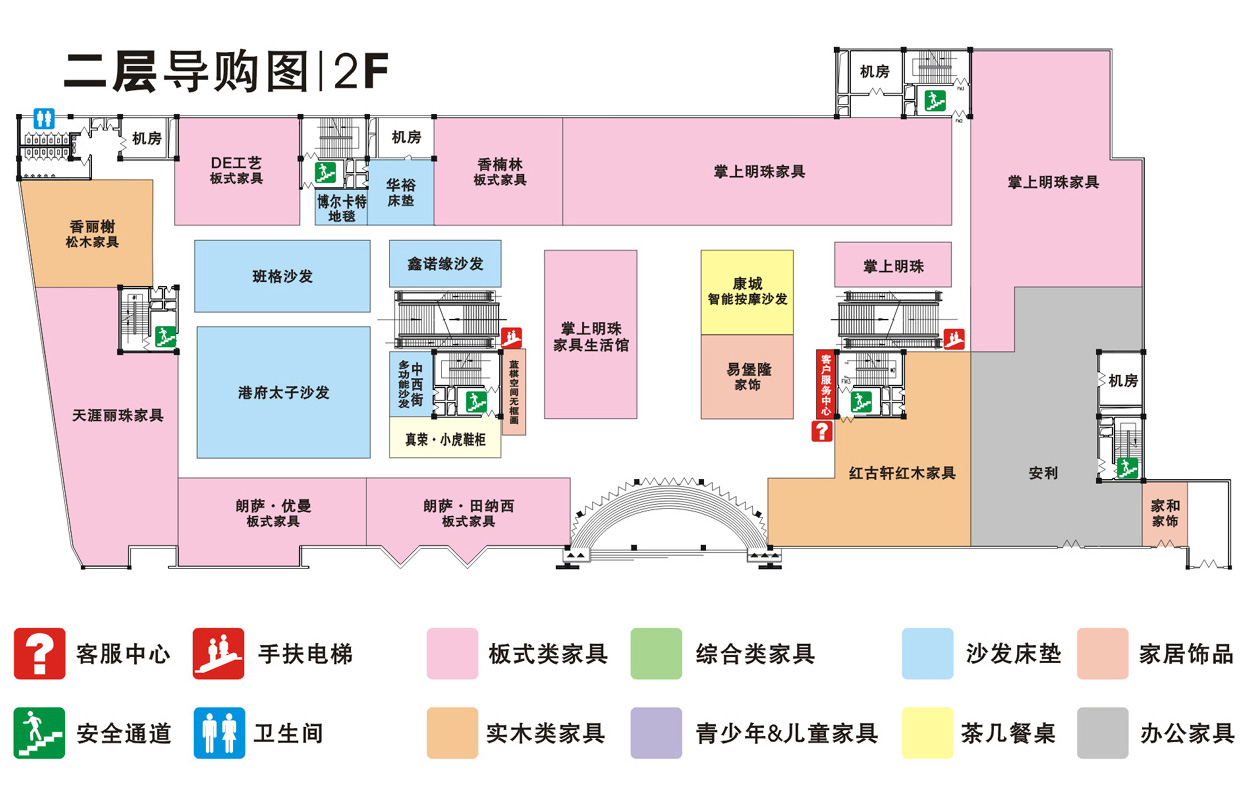 二层导购图|2F
机房
机房
机房
DE工艺
板式家具
香楠林
板式家具
掌上明珠家具
掌上明珠家具
华裕
床垫
博尔卡特
地毯
香丽榭
松木家具
班格沙发
鑫诺缘沙发
掌上明珠
康城
智能按摩沙发
掌上明珠
家具生活馆
易堡隆
家饰
港府太子沙发
中西街
多功能沙发
蓝棋空间无框画
客户服务中心
机房
天涯丽珠家具
真荣·小虎鞋柜
红古轩红木家具
安利
朗萨·优曼
板式家具
朗萨·田纳西
板式家具
家和
家饰
客服中心
手扶电梯
板式类家具
综合类家具
沙发床垫
家居饰品
安全通道
卫生间
实木类家具
青少年&儿童家具
茶几餐桌
办公家具